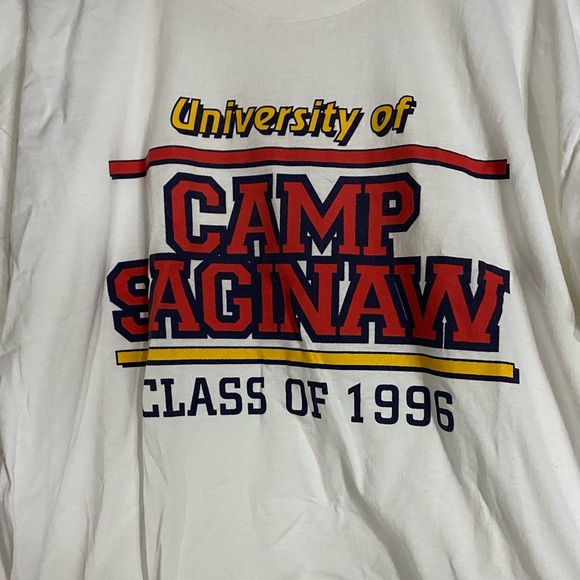 University of
CAMP
SAGINAW
CLASS OF 1996